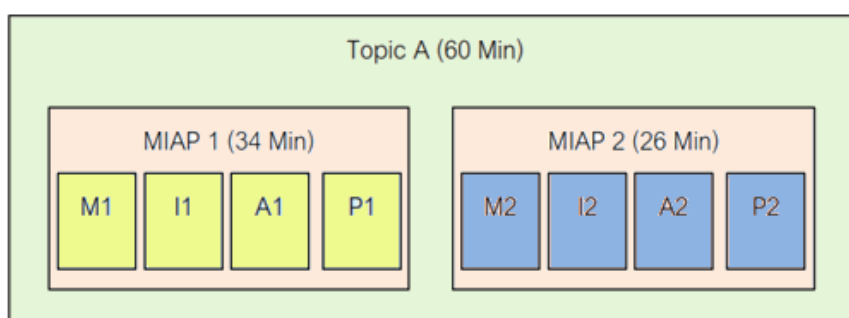 Topic A (60 Min)
MIAP 1 (34 Min)
M1 I1 A1 P1
MIAP 2 (26 Min)
M2 I2 A2 P2